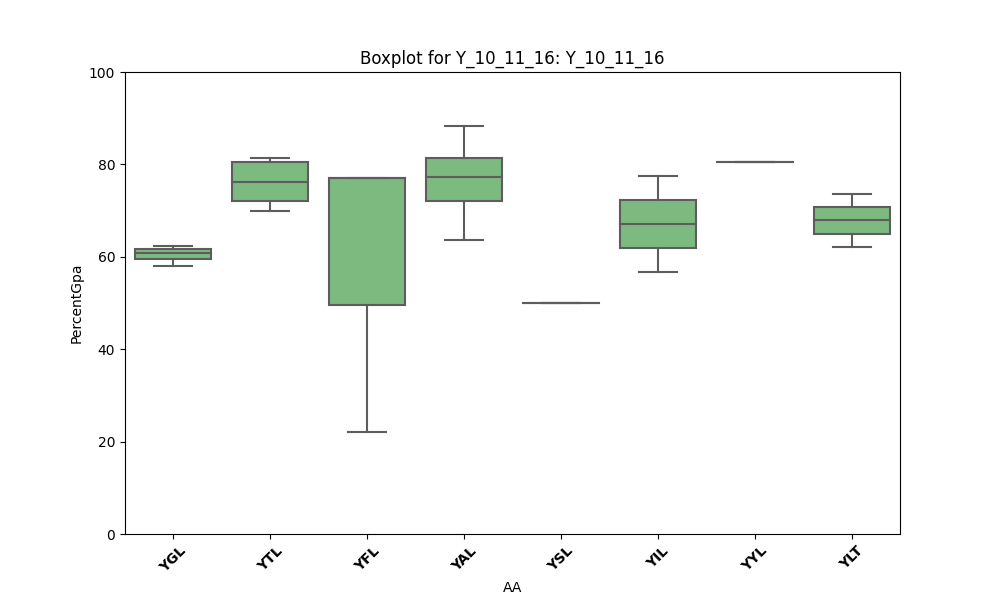 Boxplot for Y_10_11_16: Y_10_11_16
100
80
60
40
20
0
PercentGpa
YGL YTL YFL YAL YSL YIL YYL YLT
AA